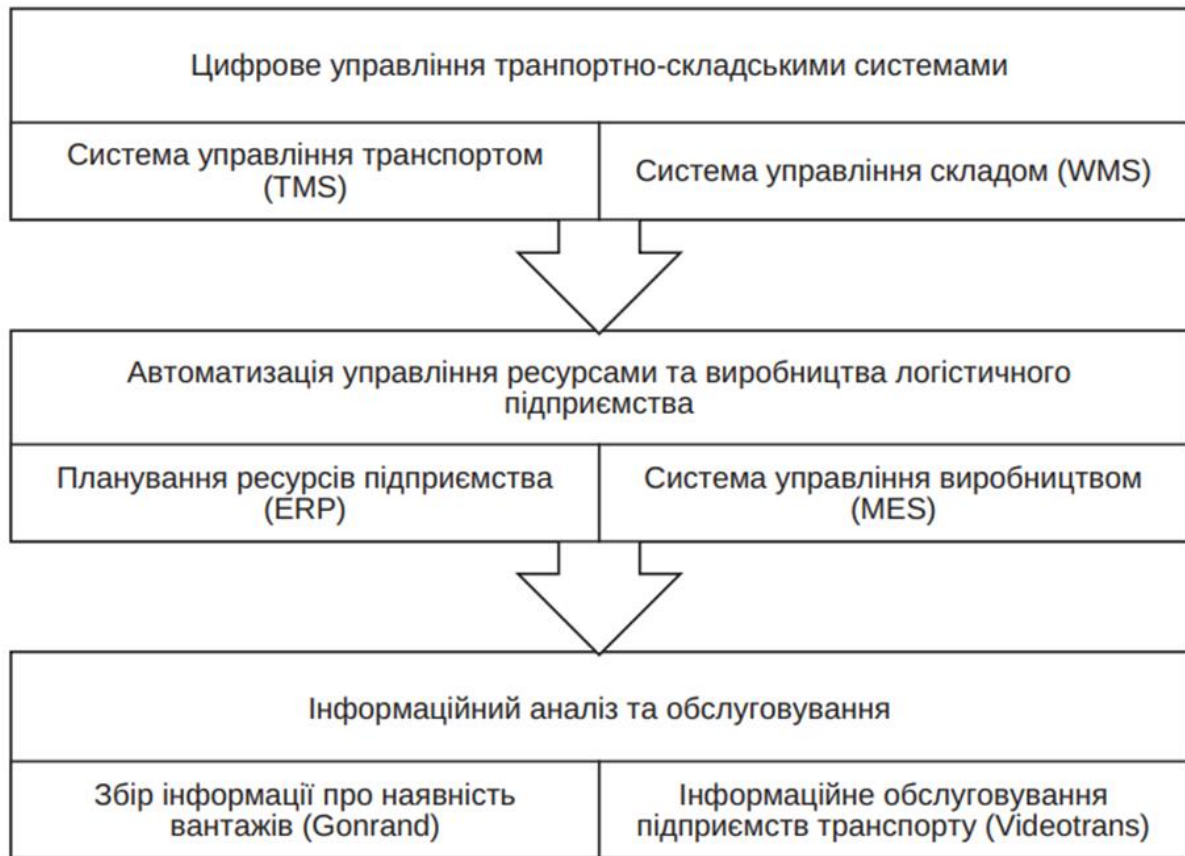 Цифрове управління транпортно-складськими системами
Система управління транспортом
(TMS)
Система управління складом (WMS)
Автоматизація управління ресурсами та виробництва логістичного
підприємства
Планування ресурсів підприємства
(ERP)
Система управління виробництвом
(MES)
Інформаційний аналіз та обслуговування
Збір інформації про наявність
вантажів (Gonrand)
Інформаційне обслуговування
підприємств транспорту (Videotrans)